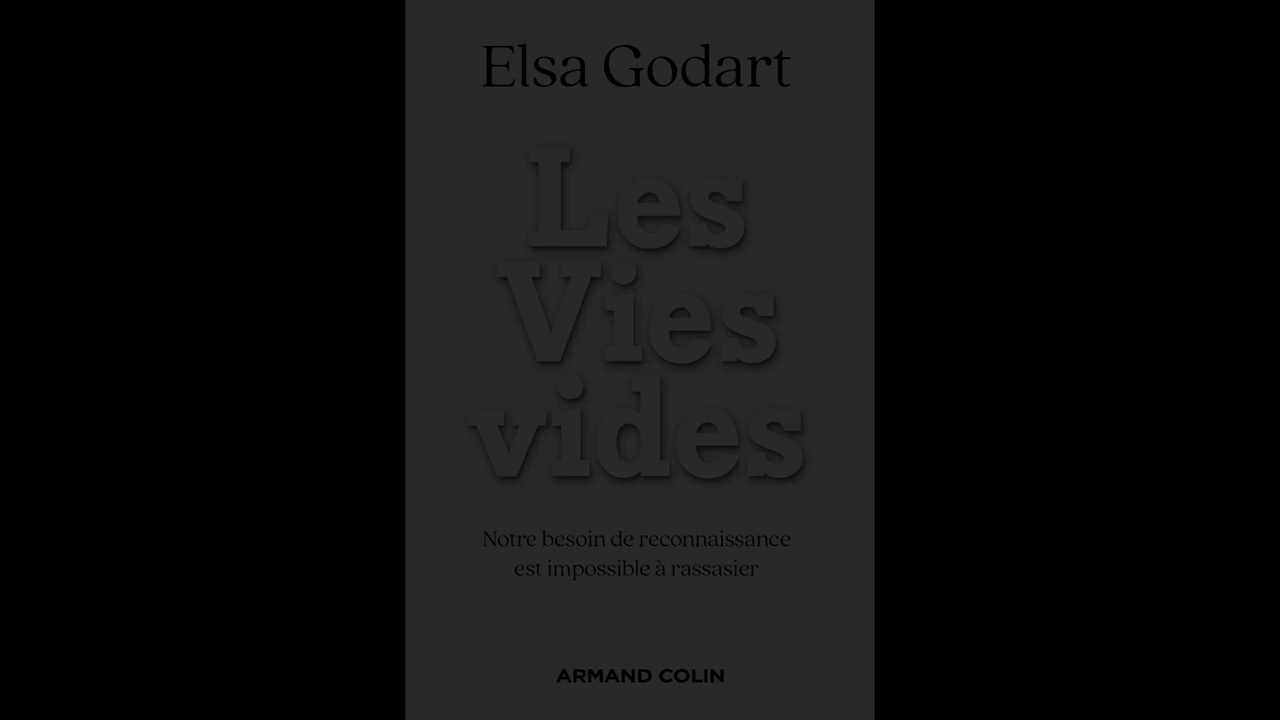 Elsa Godart
Les
Vies
vides
Notre besoin de reconnaissance
est impossible à rassasier
ARMAND COLIN